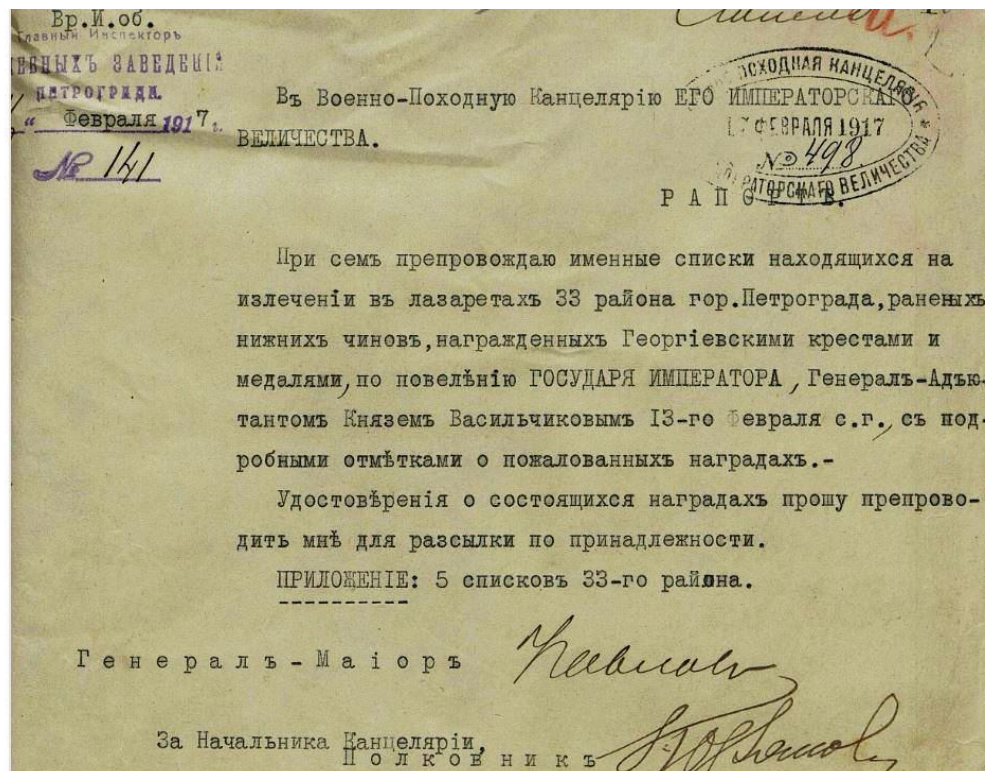 Вр.И.об.
Главный Инспекторъ
ЗАВЕДЕНІЙ
ПЕТРОГРАДА.
" Февраля 1917 г.
№ 141
ПОХОДНАЯ КАНЦЕЛЯРІЯ
17 ФЕВРАЛЯ 1917
№ 498
ИМПЕРАТОРСКАГО ВЕЛИЧЕСТВА
Въ Военно-Походную Канцелярію ЕГО ИМПЕРАТОРСКАГО
ВЕЛИЧЕСТВА.
Р А П О Р Т Ъ.
При семъ препровождаю именные списки находящихся на
излеченіи въ лазаретахъ 33 района гор.Петрограда,раненыхъ
нижнихъ чиновъ,награжденныхъ Георгіевскими крестами и
медалями,по повелѣнію ГОСУДАРЯ ИМПЕРАТОРА, Генералъ-Адъю-
тантомъ Княземъ Васильчиковымъ 13-го Февраля с.г., съ под-
робными отмѣтками о пожалованныхъ наградахъ.-
Удостовѣренія о состоящихся наградахъ прошу препрово-
дить мнѣ для разсылки по принадлежности.
ПРИЛОЖЕНІЕ: 5 списковъ 33-го района.
Генералъ-Маіоръ
За Начальника Канцеляріи,
Полковникъ